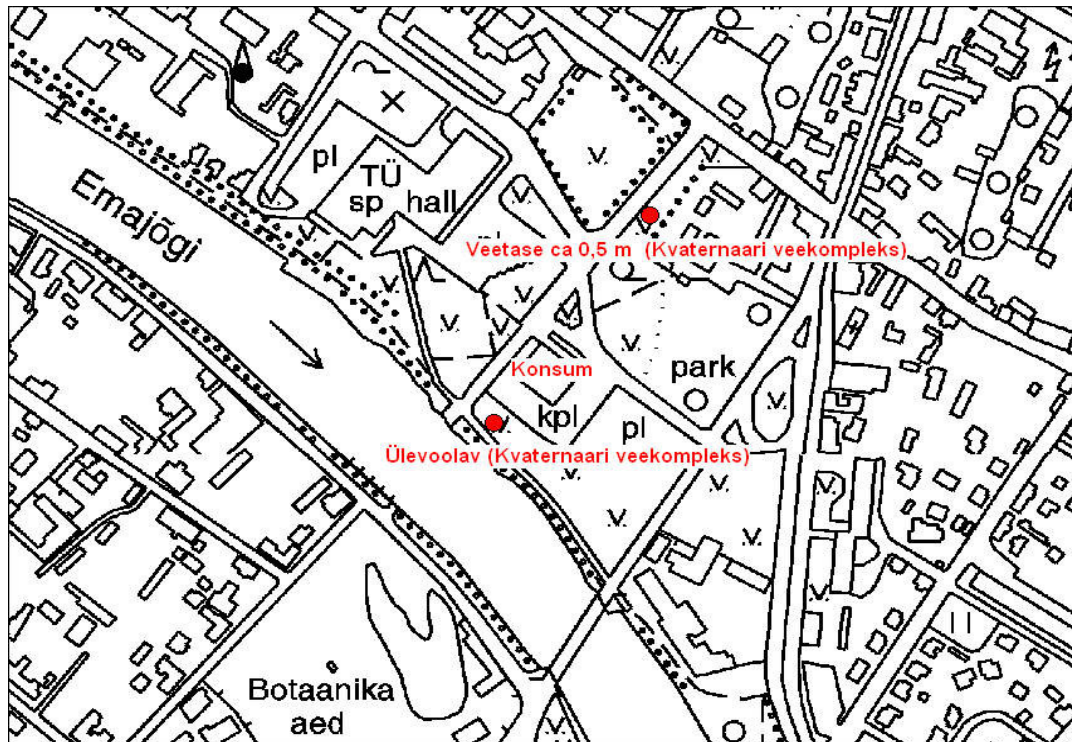 pl
TÜ
sp hall
Emajõgi
pl
Veetase ca 0,5 m (Kvaternaari veekompleks)
Konsum
park
kpl
pl
Ülevoolav (Kvaternaari veekompleks)
Botaanika
aed